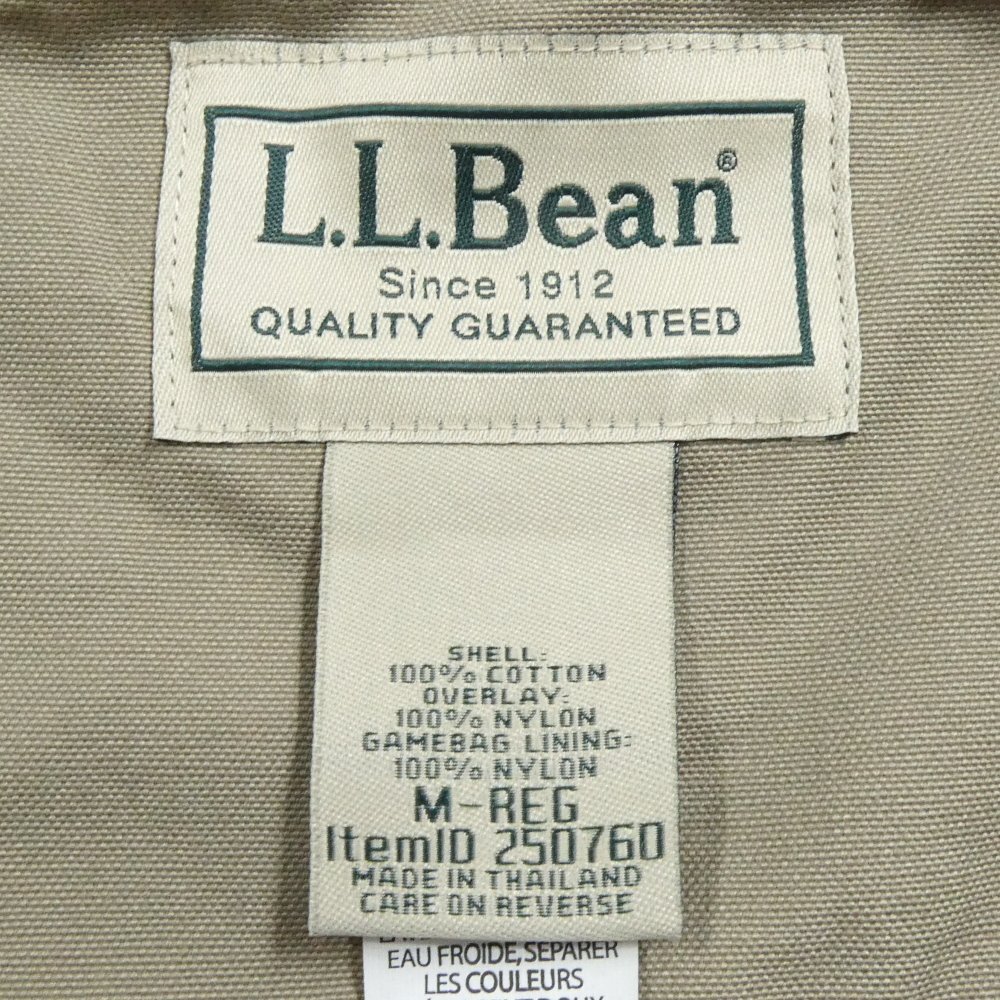 L.L.Bean®
Since 1912
QUALITY GUARANTEED
SHELL:
100% COTTON
OVERLAY:
100% NYLON
GAMEBAG LINING:
100% NYLON
M-REG
ItemID 250760
MADE IN THAILAND
CARE ON REVERSE
EAU FROIDE, SEPARER
LES COULEURS